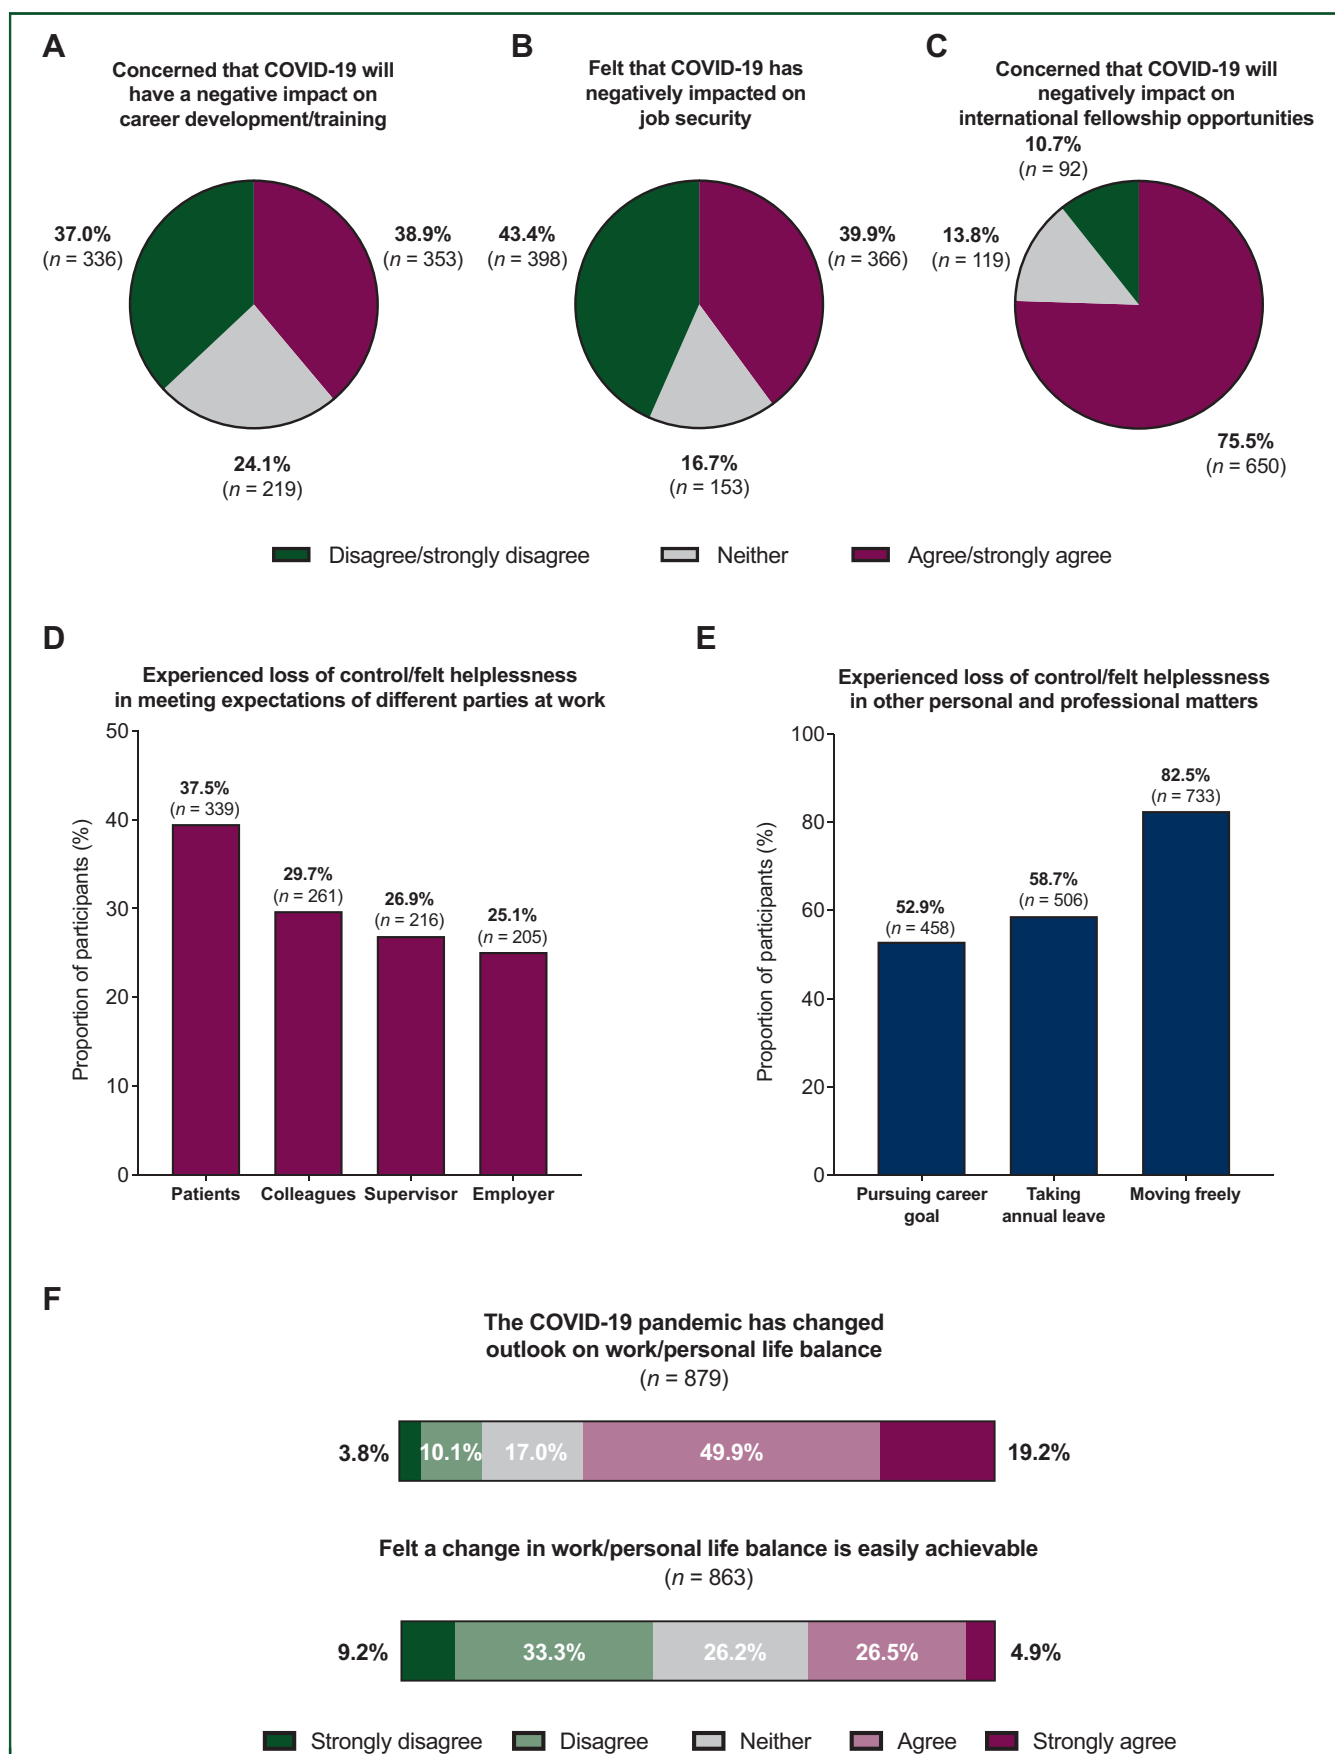 A
Concerned that COVID-19 will
have a negative impact on
career development/training
37.0%
(n = 336)
38.9%
(n = 353)
24.1%
(n = 219)
B
Felt that COVID-19 has
negatively impacted on
job security
43.4%
(n = 398)
39.9%
(n = 366)
16.7%
(n = 153)
C
Concerned that COVID-19 will
negatively impact on
international fellowship opportunities
10.7%
(n = 92)
13.8%
(n = 119)
75.5%
(n = 650)
Disagree/strongly disagree
Neither
Agree/strongly agree
D
Experienced loss of control/felt helplessness
in meeting expectations of different parties at work
Proportion of participants (%)
50
40
30
20
10
0
37.5%
(n = 339)
29.7%
(n = 261)
26.9%
(n = 216)
25.1%
(n = 205)
Patients
Colleagues
Supervisor
Employer
E
Experienced loss of control/felt helplessness
in other personal and professional matters
Proportion of participants (%)
100
80
60
40
20
0
52.9%
(n = 458)
58.7%
(n = 506)
82.5%
(n = 733)
Pursuing career
goal
Taking
annual leave
Moving freely
F
The COVID-19 pandemic has changed
outlook on work/personal life balance
(n = 879)
3.8%
10.1%
17.0%
49.9%
19.2%
Felt a change in work/personal life balance is easily achievable
(n = 863)
9.2%
33.3%
26.2%
26.5%
4.9%
Strongly disagree
Disagree
Neither
Agree
Strongly agree